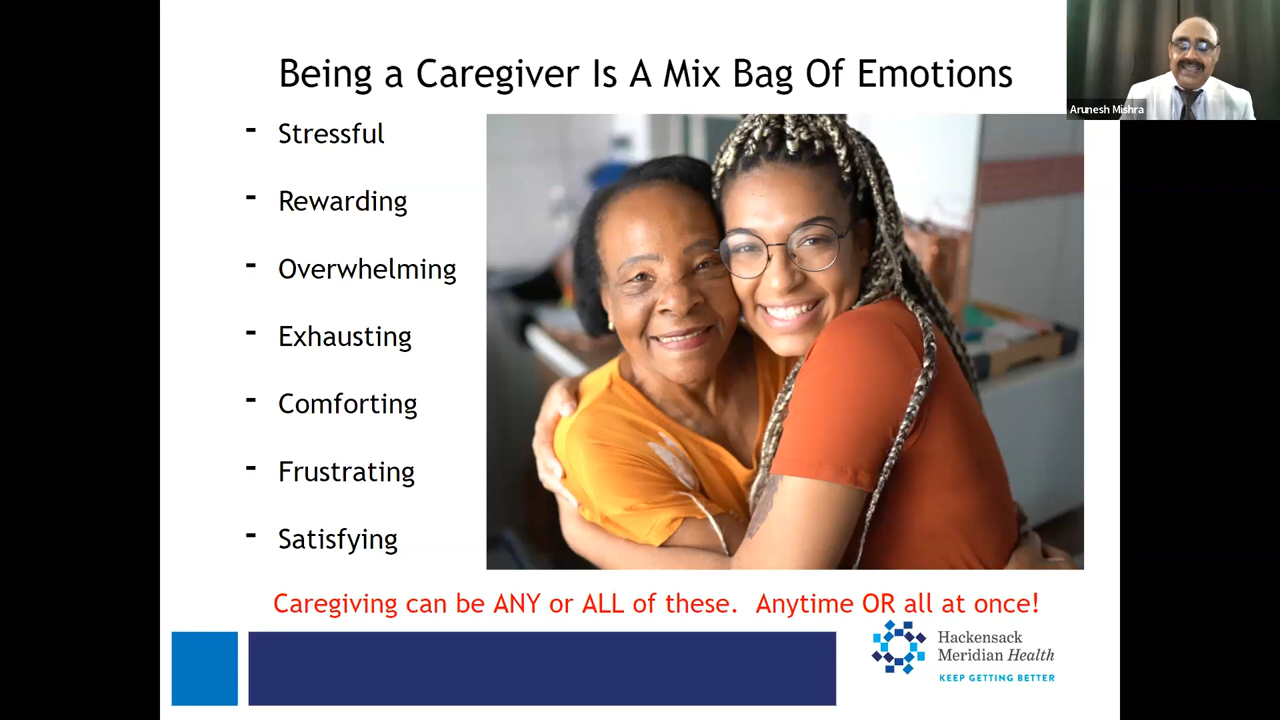 Being a Caregiver Is A Mix Bag Of Emotions
Arunesh Mishra
- Stressful
- Rewarding
- Overwhelming
- Exhausting
- Comforting
- Frustrating
- Satisfying
Caregiving can be ANY or ALL of these. Anytime OR all at once!
Hackensack
Meridian Health
KEEP GETTING BETTER